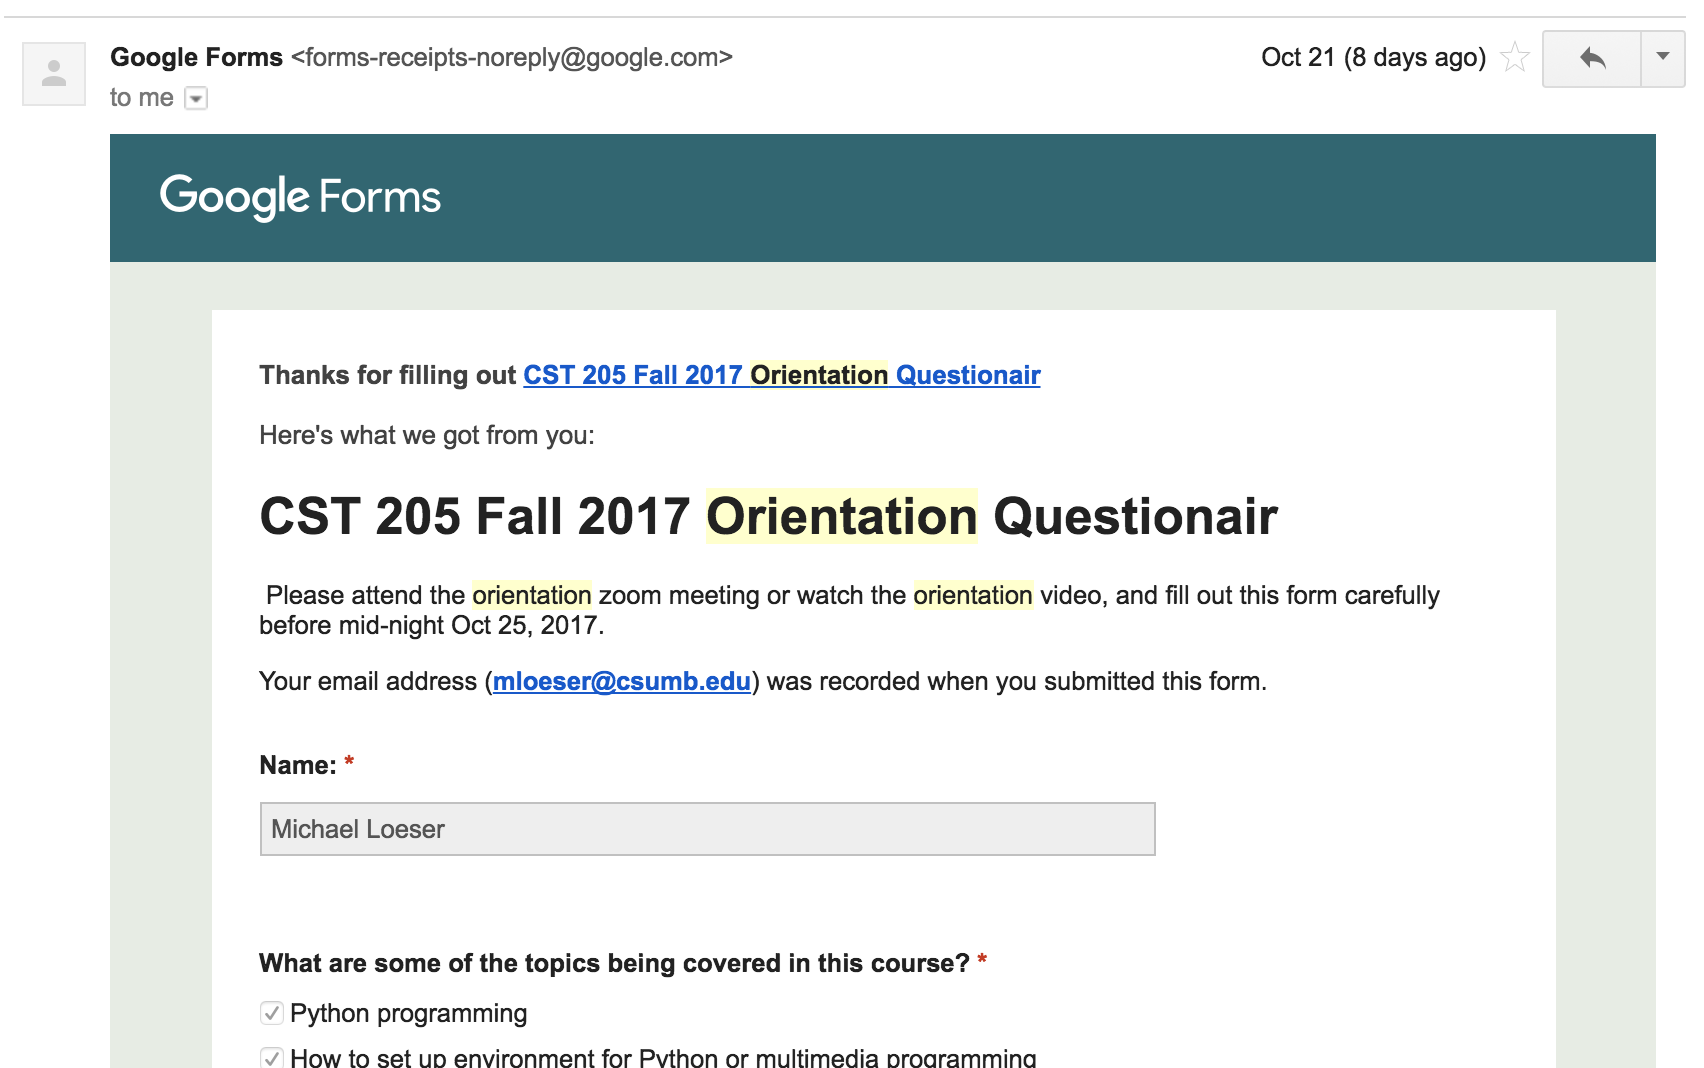 Google Forms <forms-receipts-noreply@google.com> Oct 21 (8 days ago)
to me
Google Forms
Thanks for filling out CST 205 Fall 2017 Orientation Questionair
Here's what we got from you:
CST 205 Fall 2017 Orientation Questionair
Please attend the orientation zoom meeting or watch the orientation video, and fill out this form carefully
before mid-night Oct 25, 2017.
Your email address (mloeser@csumb.edu) was recorded when you submitted this form.
Name: *
Michael Loeser
What are some of the topics being covered in this course? *
Python programming
How to set up environment for Python or multimedia programming